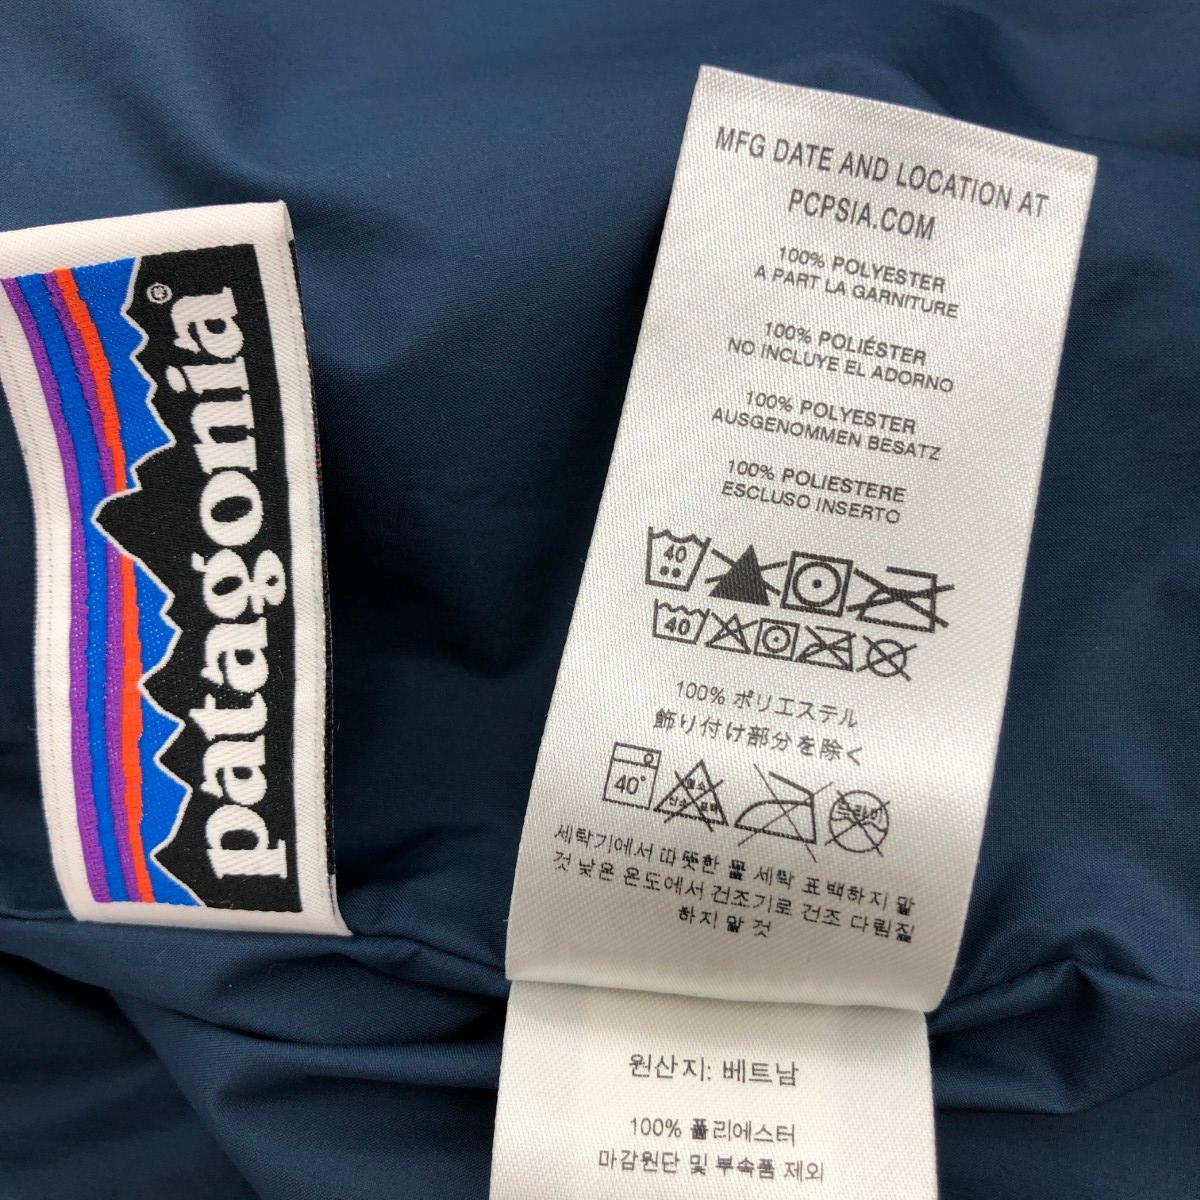 patagonia®
MFG DATE AND LOCATION AT
PCPSIA.COM
100% POLYESTER
A PART LA GARNITURE
100% POLIÉSTER
NO INCLUYE EL ADORNO
100% POLYESTER
AUSGENOMMEN BESATZ
100% POLIESTERE
ESCLUSO INSERTO
40
40
100% ポリエステル
飾り付け部分を除く
40°
드라이
세탁기에서 따뜻한 물 세탁 표백하지 말
것 낮은 온도에서 건조기로 건조 다림질
하지 말 것
원산지: 베트남
100% 폴리에스터
마감원단 및 부속품 제외